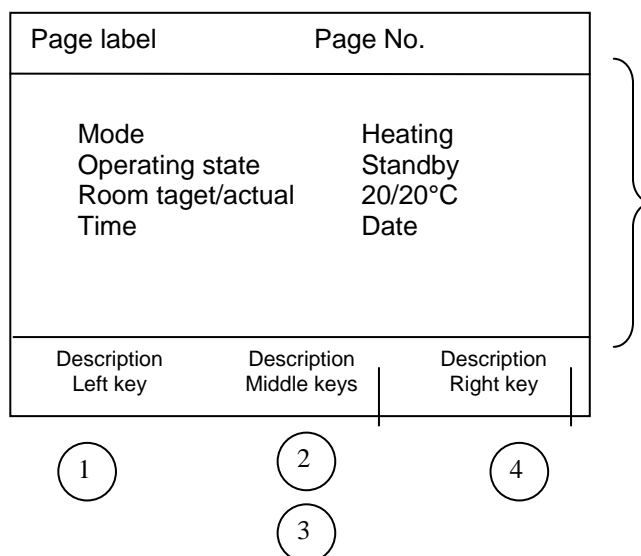 Page label Page No.
Mode Heating
Operating state Standby
Room taget/actual 20/20°C
Time Date
Description Description Description
Left key Middle keys Right key
1 2 4
3